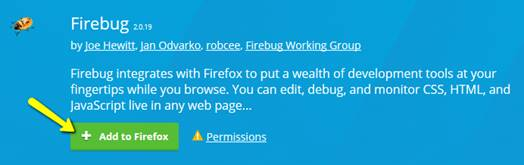 Firebug 2.0.19
by Joe Hewitt, Jan Odvarko, robcee, Firebug Working Group
Firebug integrates with Firefox to put a wealth of development tools at your
fingertips while you browse. You can edit, debug, and monitor CSS, HTML, and
JavaScript live in any web page...
+ Add to Firefox Permissions